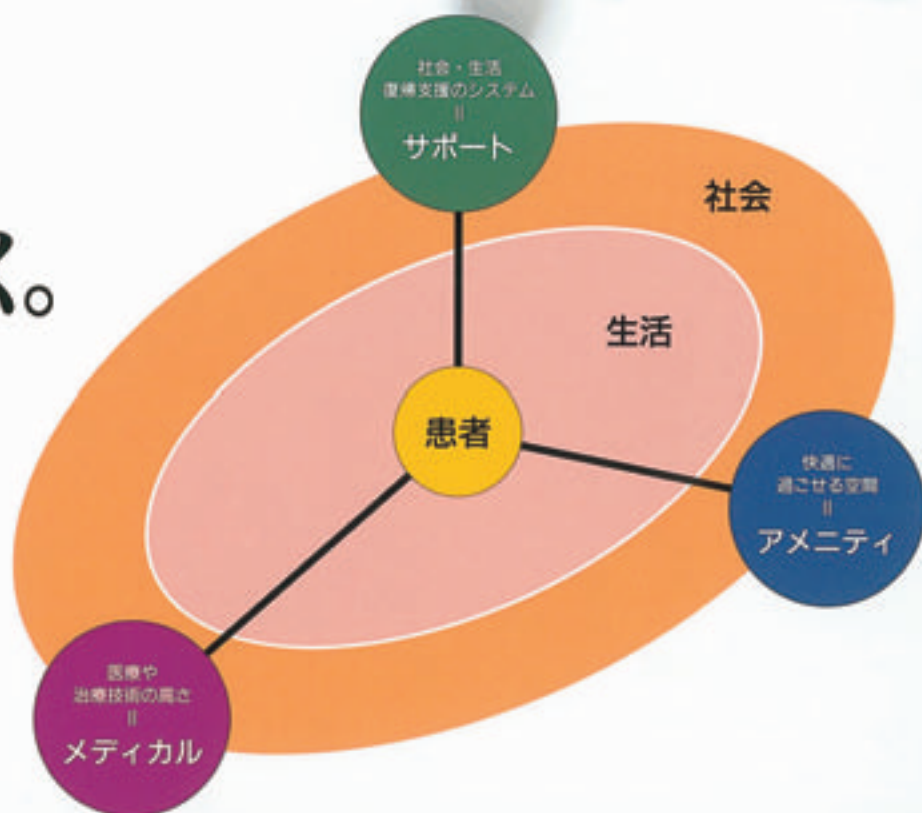 社会・生活
復帰支援のシステム
||
サポート
社会
生活
患者
快適に
過ごせる空間
||
アメニティ
医療や
治療技術の高さ
||
メディカル